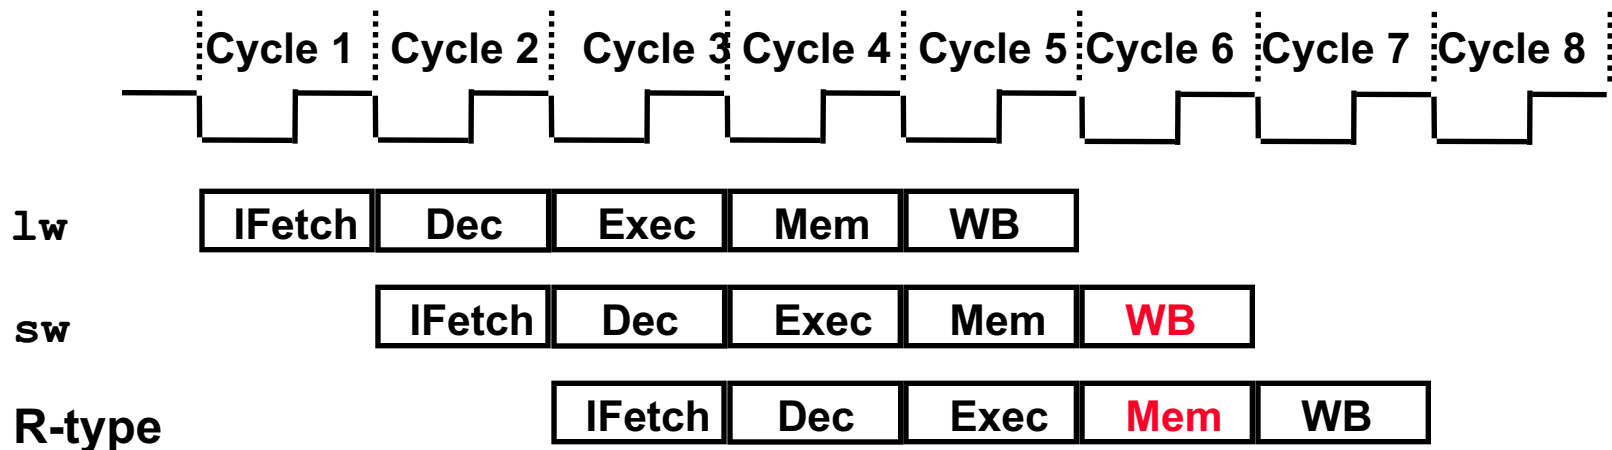 Cycle 1 Cycle 2 Cycle 3 Cycle 4 Cycle 5 Cycle 6 Cycle 7 Cycle 8
lw IFetch Dec Exec Mem WB
sw IFetch Dec Exec Mem WB
R-type IFetch Dec Exec Mem WB